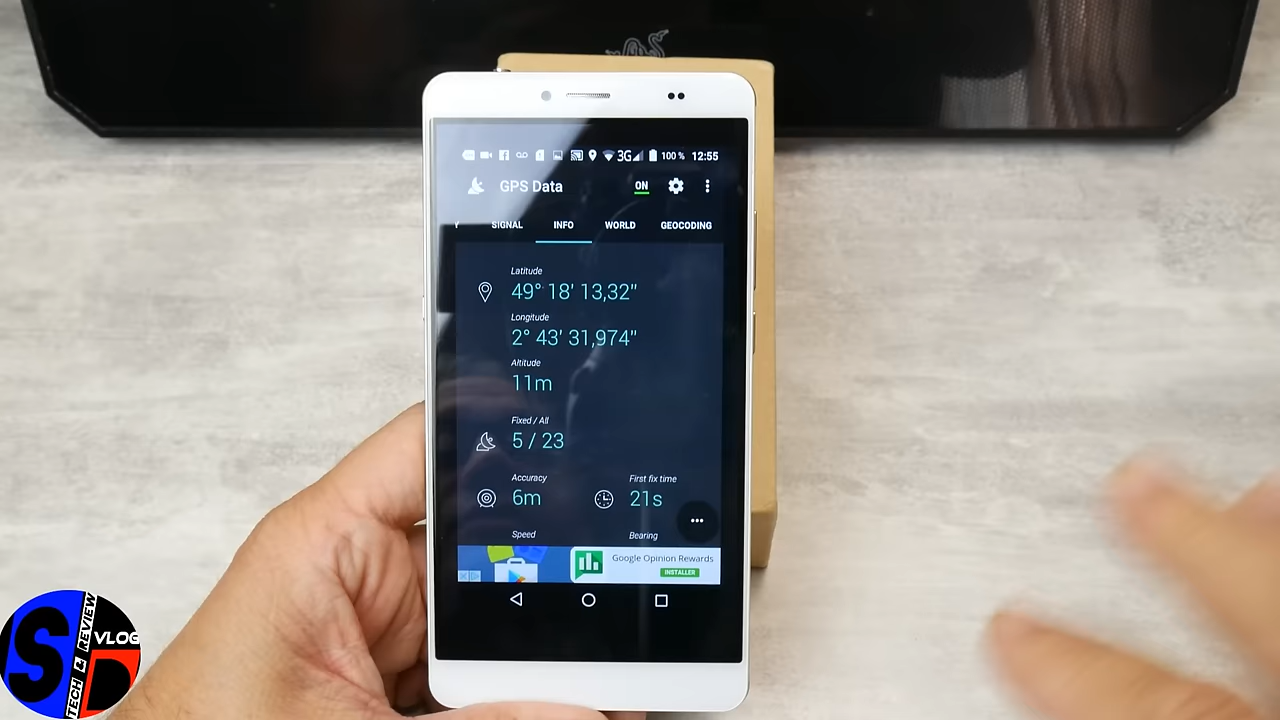 3G 100 % 12:55
GPS Data ON
Y SIGNAL INFO WORLD GEOCODING
Latitude
49° 18' 13,32"
Longitude
2° 43' 31,974"
Altitude
11m
Fixed / All
5 / 23
Accuracy First fix time
6m 21s
Speed Bearing
Google Opinion Rewards
INSTALLER
S TECH & REVIEW VLOG D